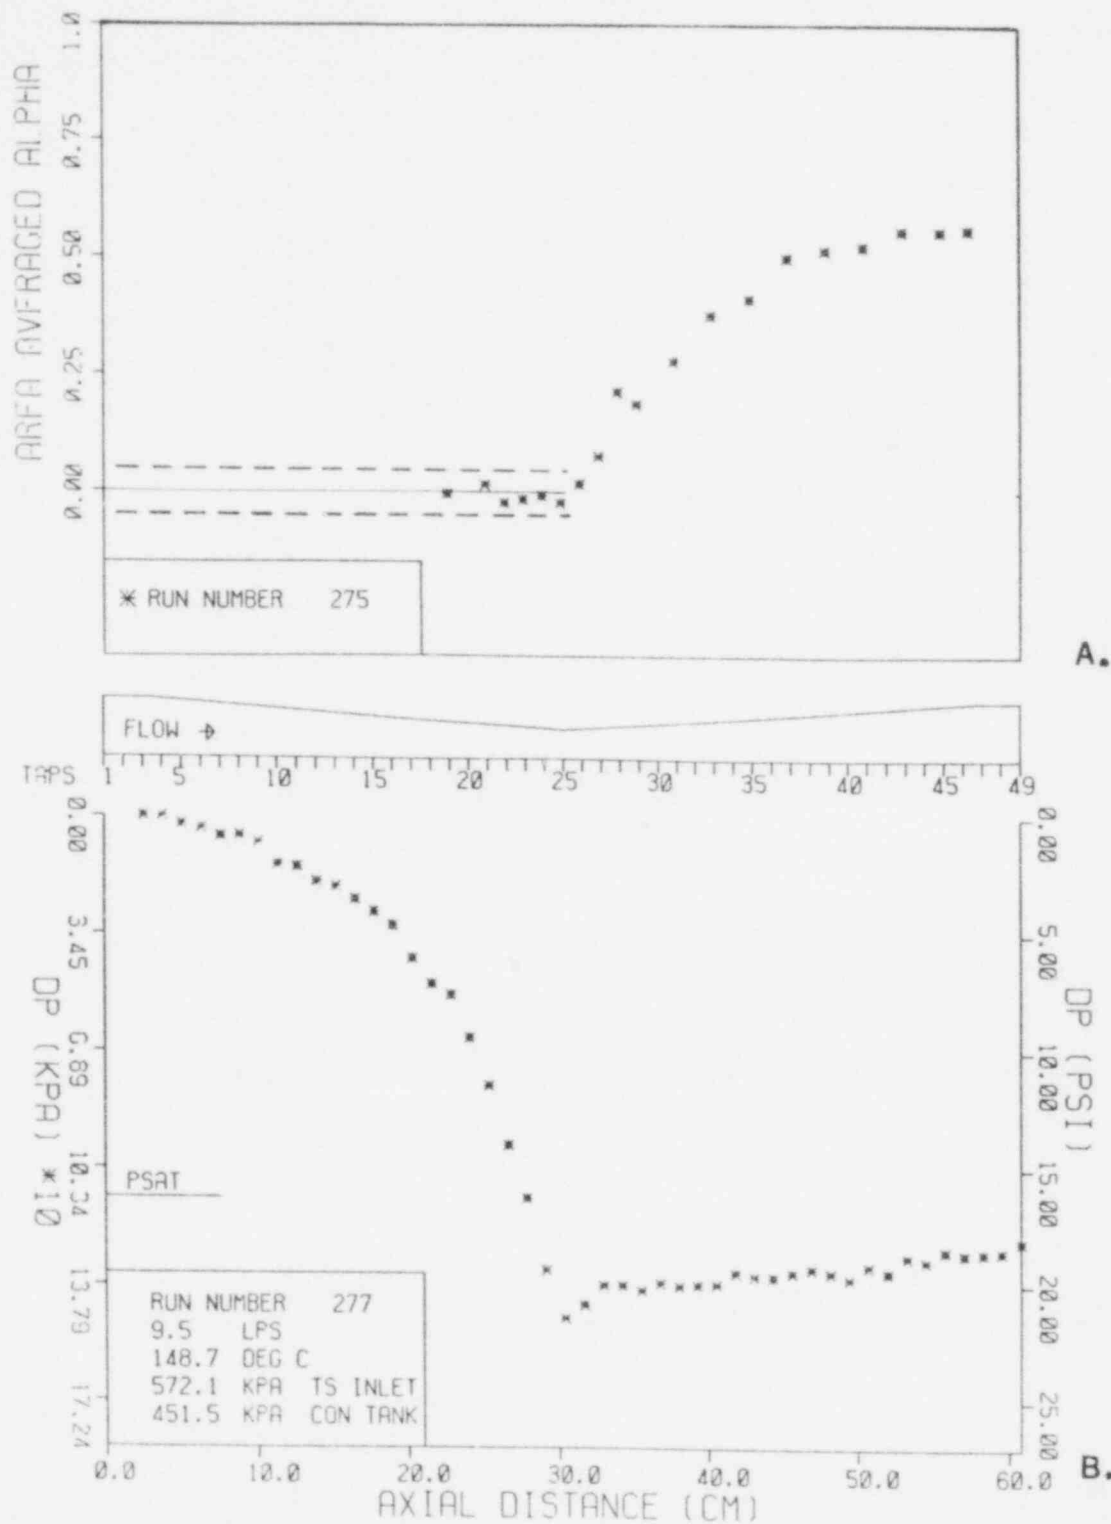 ARFA AVFRAGED ALPHA
1.0
0.75
0.50
0.25
0.00
* RUN NUMBER 275
A.
FLOW
TAPS 1 5 10 15 20 25 30 35 40 45 49
DP (KPA) *10
0.00
3.45
6.89
10.34
13.79
17.24
PSAT
RUN NUMBER 277
9.5 LPS
148.7 DEG C
572.1 KPA TS INLET
451.5 KPA CON TANK
DP (PSI)
0.00
5.00
10.00
15.00
20.00
25.00
B.
0.0 10.0 20.0 30.0 40.0 50.0 60.0
AXIAL DISTANCE (CM)